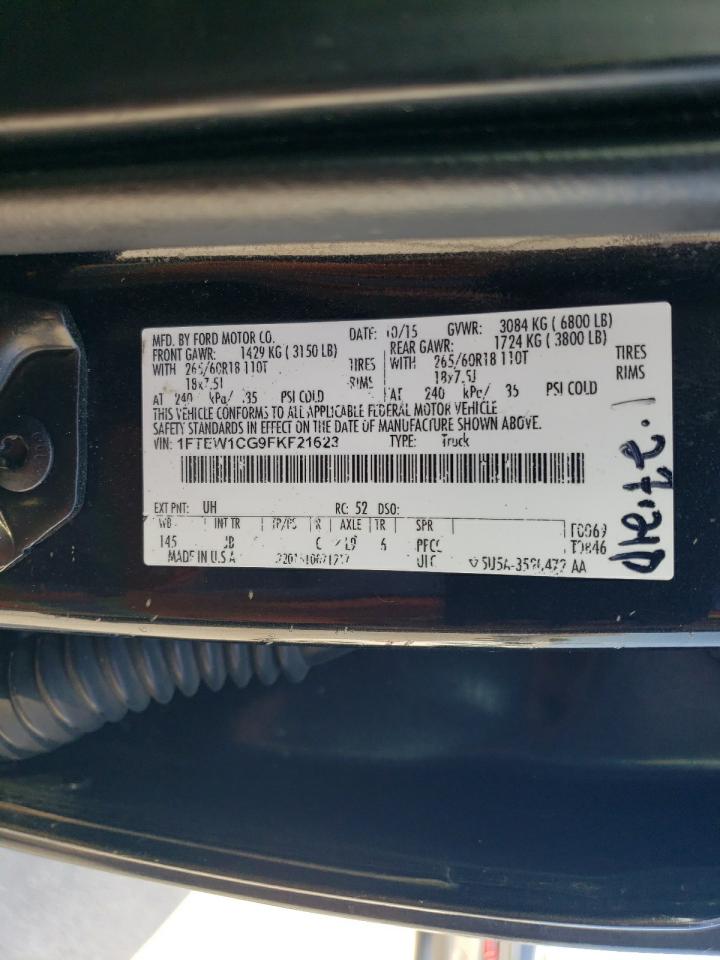 MFD. BY FORD MOTOR CO. DATE: 10/15 GVWR: 3084 KG ( 6800 LB)
FRONT GAWR: 1429 KG ( 3150 LB) REAR GAWR: 1724 KG ( 3800 LB)
WITH 265/60R18 110T TIRES WITH 265/60R18 110T TIRES
18x7.5J RIMS 18x7.5J RIMS
AT 240 kPa/ 35 PSI COLD AT 240 kPa/ 35 PSI COLD
THIS VEHICLE CONFORMS TO ALL APPLICABLE FEDERAL MOTOR VEHICLE
SAFETY STANDARDS IN EFFECT ON THE DATE OF MANUFACTURE SHOWN ABOVE.
VIN: 1FTEW1CG9FKF21623 TYPE: Truck
EXT PNT: UH RC: 52 DSO:
WB INT TR TP/PS R AXLE TR SPR
145 L9 6
MADE IN U.S.A.